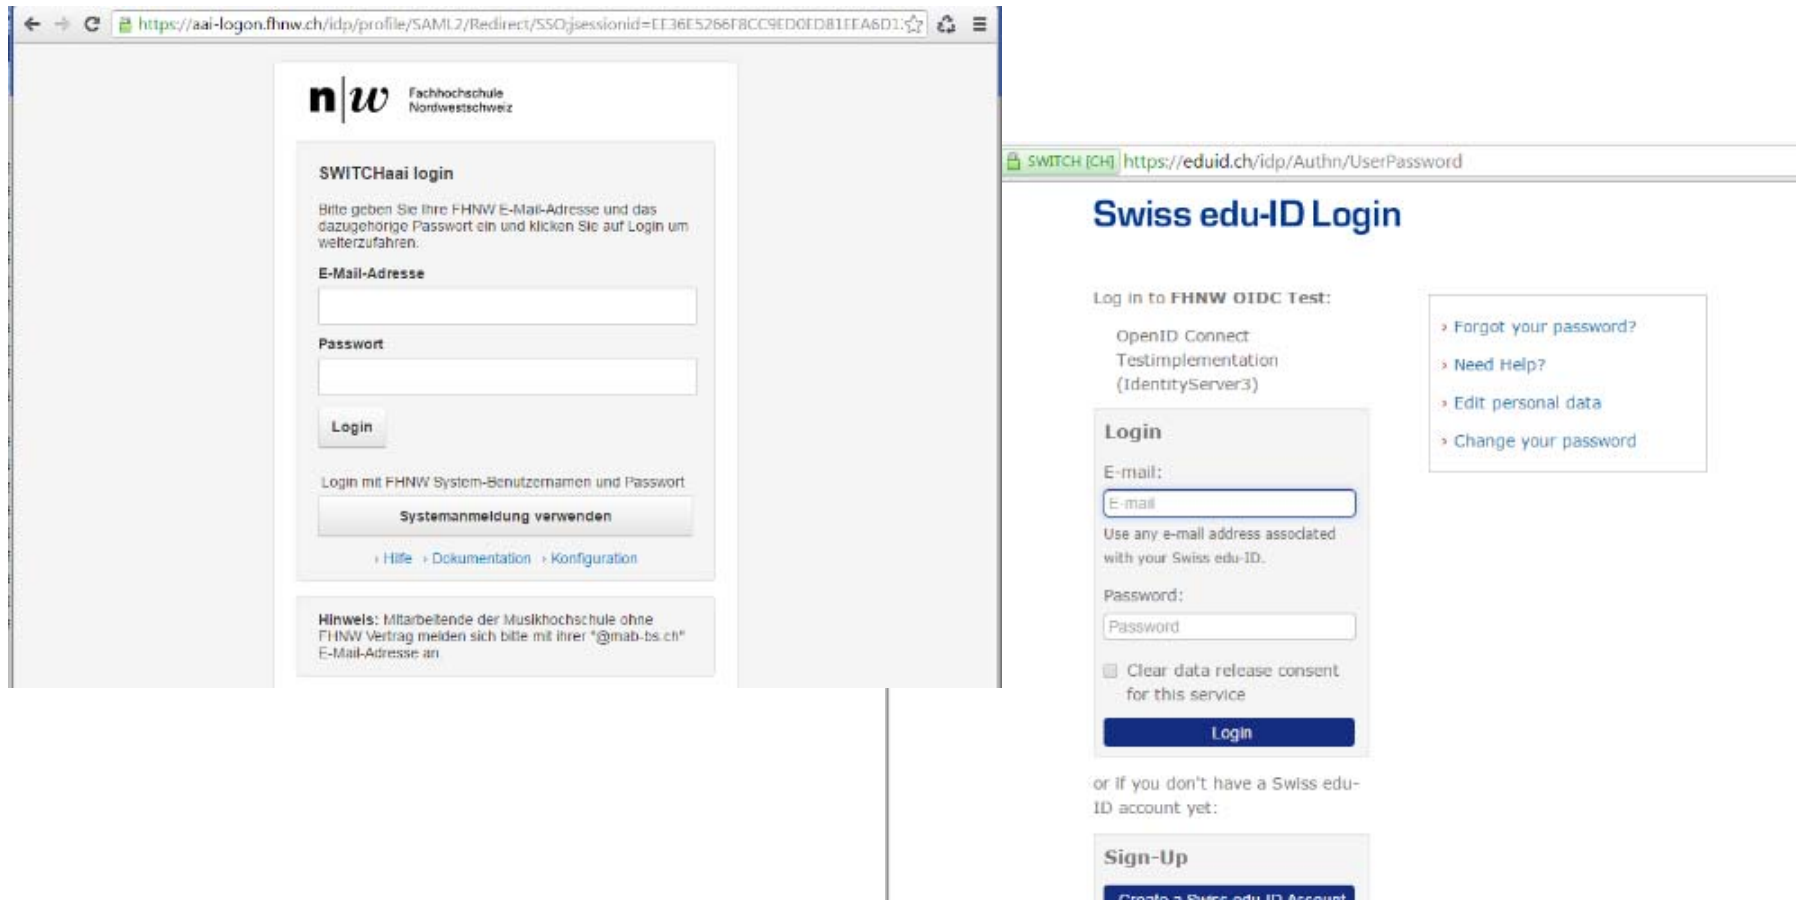 https://aai-logon.fhnw.ch/idp/profile/SAML2/Redirect/SSO;jsessionid=
n|w Fachhochschule
Nordwestschweiz
SWITCHaai login
Bitte geben Sie Ihre FHNW E-Mail-Adresse und das
dazugehörige Passwort ein und klicken Sie auf Login um
weiterzufahren.
E-Mail-Adresse
Passwort
Login
Login mit FHNW System-Benutzernamen und Passwort
Systemanmeldung verwenden
› Hilfe › Dokumentation › Konfiguration
Hinweis: Mitarbeitende der Musikhochschule ohne
FHNW Vertrag melden sich bitte mit ihrer "@mab-bs.ch"
E-Mail-Adresse an.
SWITCH [CH] https://eduid.ch/idp/Authn/UserPassword
Swiss edu-ID Login
Log in to FHNW OIDC Test:
OpenID Connect
Testimplementation
(IdentityServer3)
Login
E-mail:
E-mail
Use any e-mail address associated
with your Swiss edu-ID.
Password:
Password
Clear data release consent
for this service
Login
or if you don't have a Swiss edu-
ID account yet:
Sign-Up
Create a Swiss edu-ID Account
› Forgot your password?
› Need Help?
› Edit personal data
› Change your password